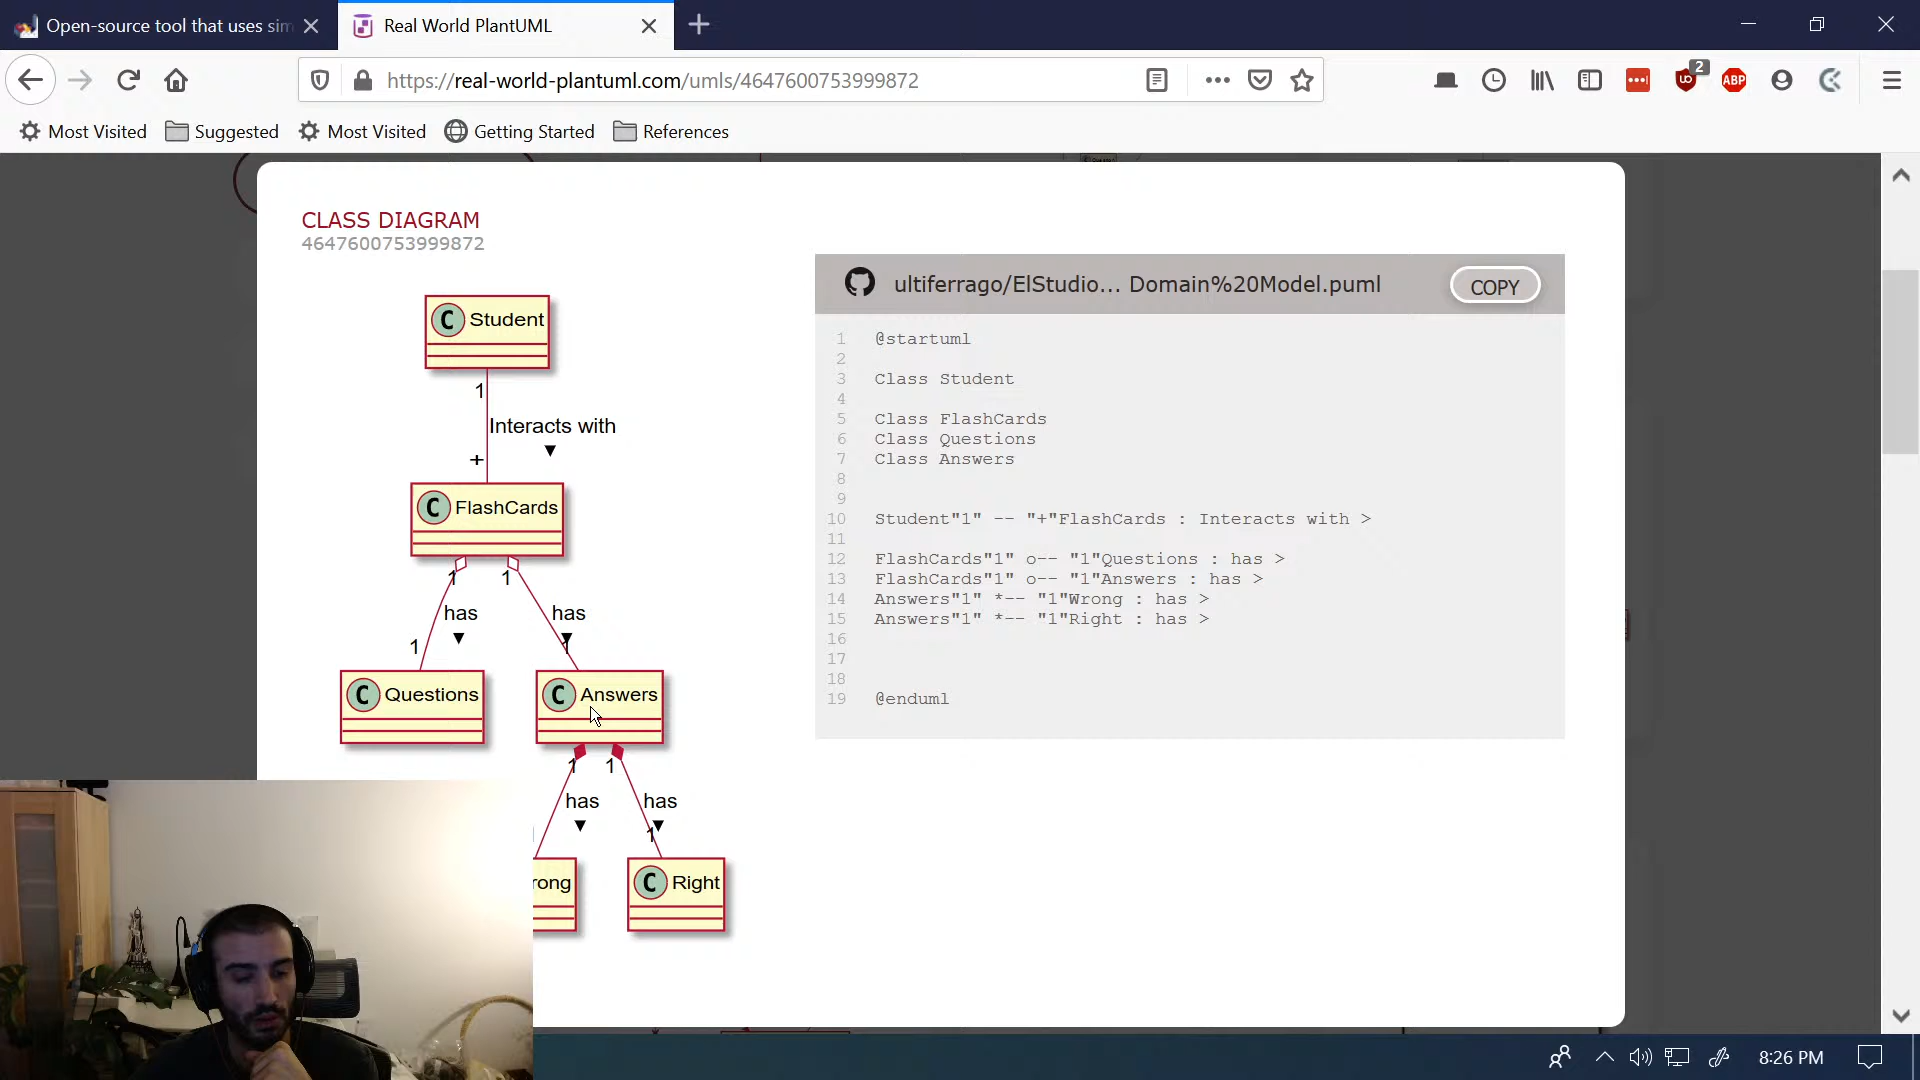 Open-source tool that uses sim
Real World PlantUML
https://real-world-plantuml.com/umls/4647600753999872
2
ABP
Most Visited
Suggested
Most Visited
Getting Started
References
CLASS DIAGRAM
4647600753999872
C Student
1
Interacts with
+
C FlashCards
1 1
has has
1 1
C Questions
C Answers
1 1
has has
1
rong
C Right
ultiferrago/ElStudio... Domain%20Model.puml
COPY
1 @startuml
2
3 Class Student
4
5 Class FlashCards
6 Class Questions
7 Class Answers
8
9
10 Student"1" -- "+"FlashCards : Interacts with >
11
12 FlashCards"1" o-- "1"Questions : has >
13 FlashCards"1" o-- "1"Answers : has >
14 Answers"1" *-- "1"Wrong : has >
15 Answers"1" *-- "1"Right : has >
16
17
18
19 @enduml
8:26 PM